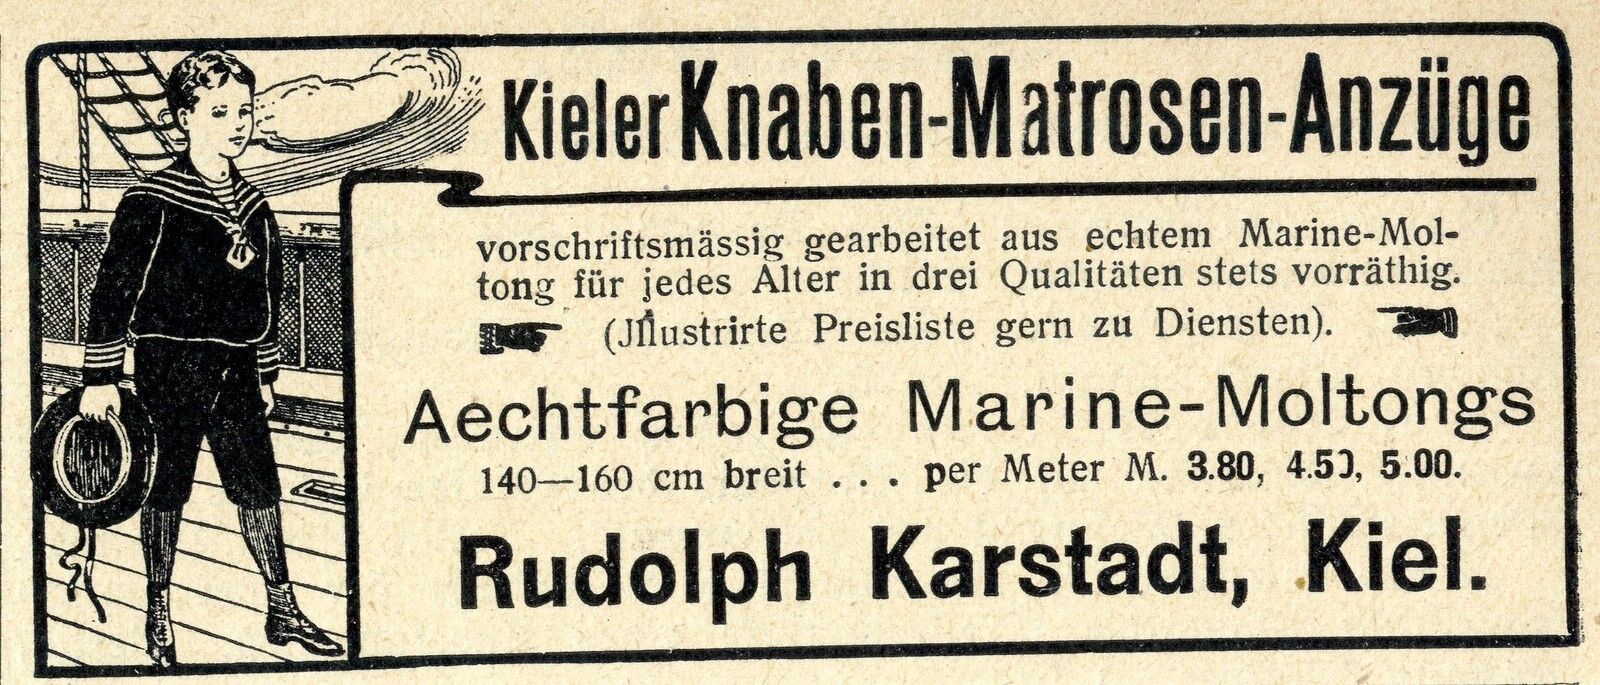 Kieler Knaben-Matrosen-Anzüge
vorschriftsmässig gearbeitet aus echtem Marine-Mol-
tong für jedes Alter in drei Qualitäten stets vorräthig.
(Jllustrirte Preisliste gern zu Diensten).
Aechtfarbige Marine-Moltongs
140—160 cm breit . . . per Meter M. 3.80, 4.50, 5.00.
Rudolph Karstadt, Kiel.